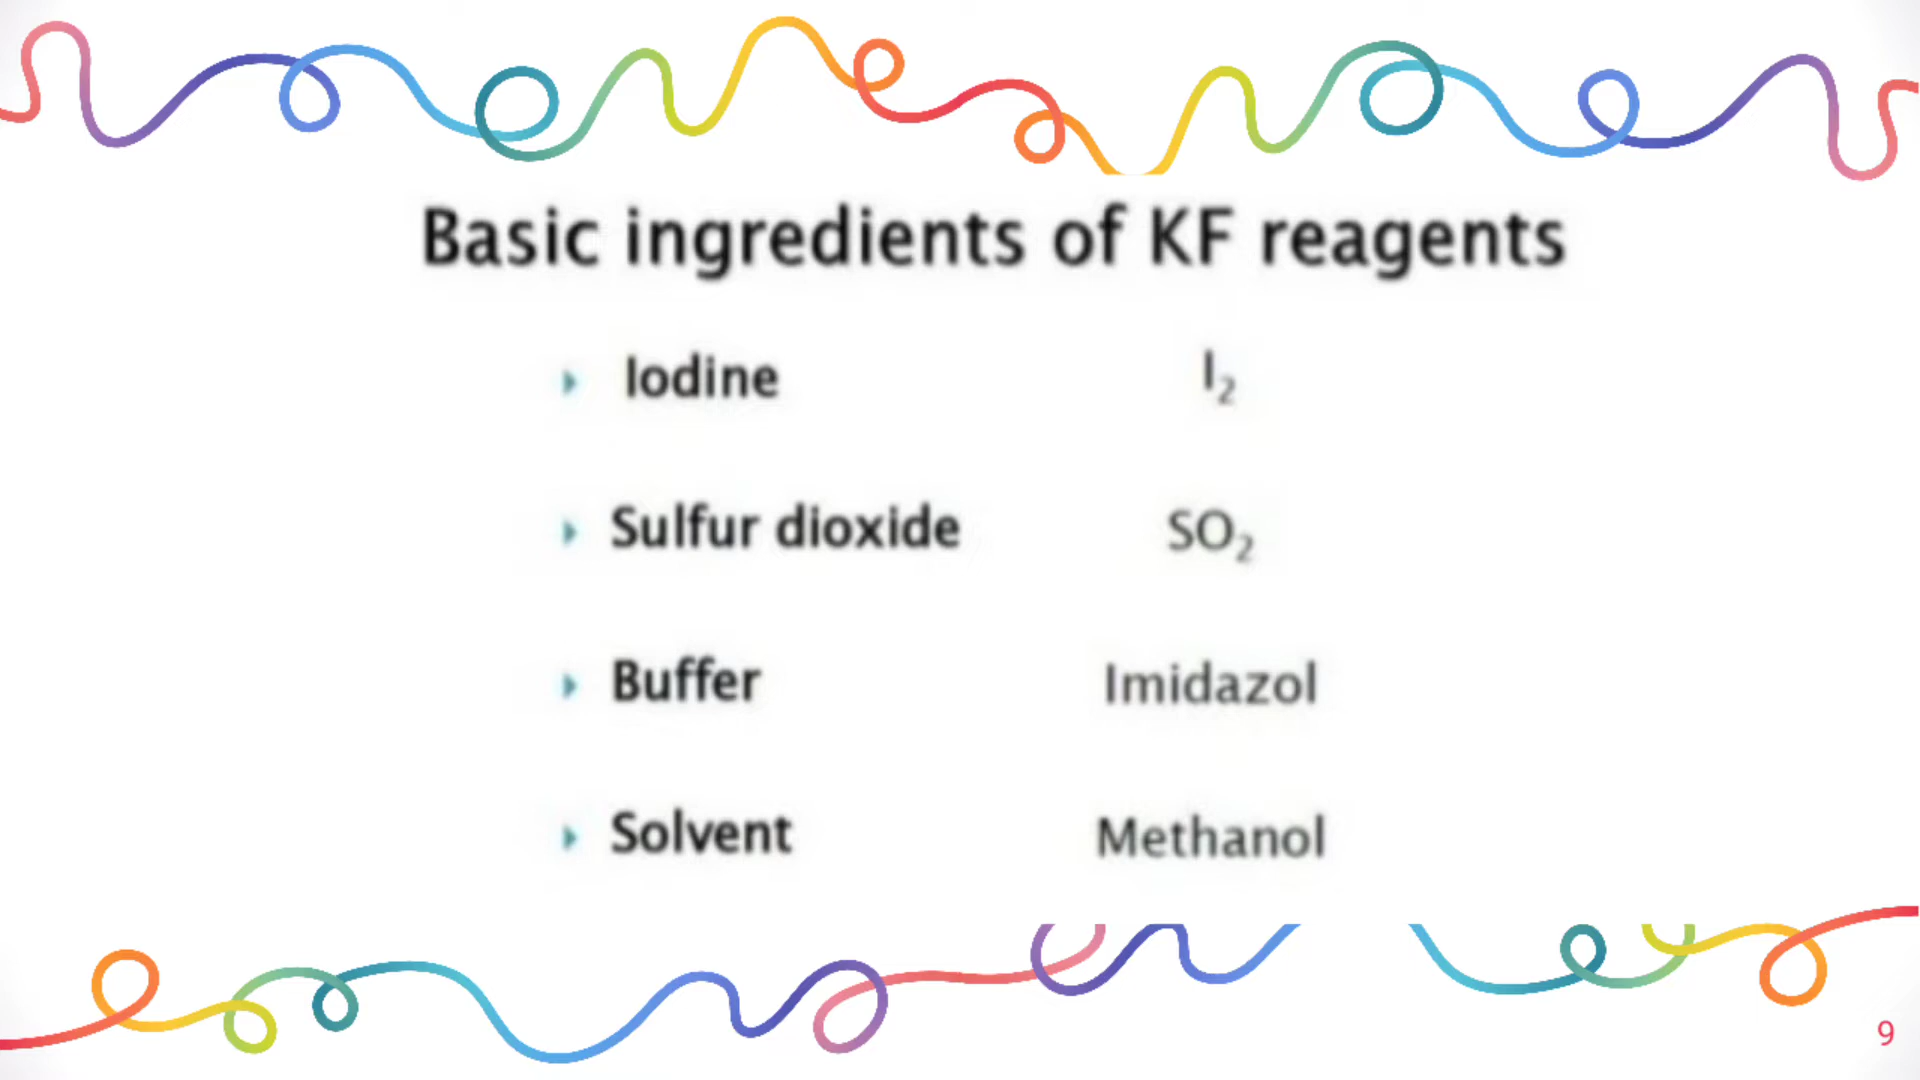 Basic ingredients of KF reagents
Iodine I₂
Sulfur dioxide SO₂
Buffer Imidazol
Solvent Methanol
9